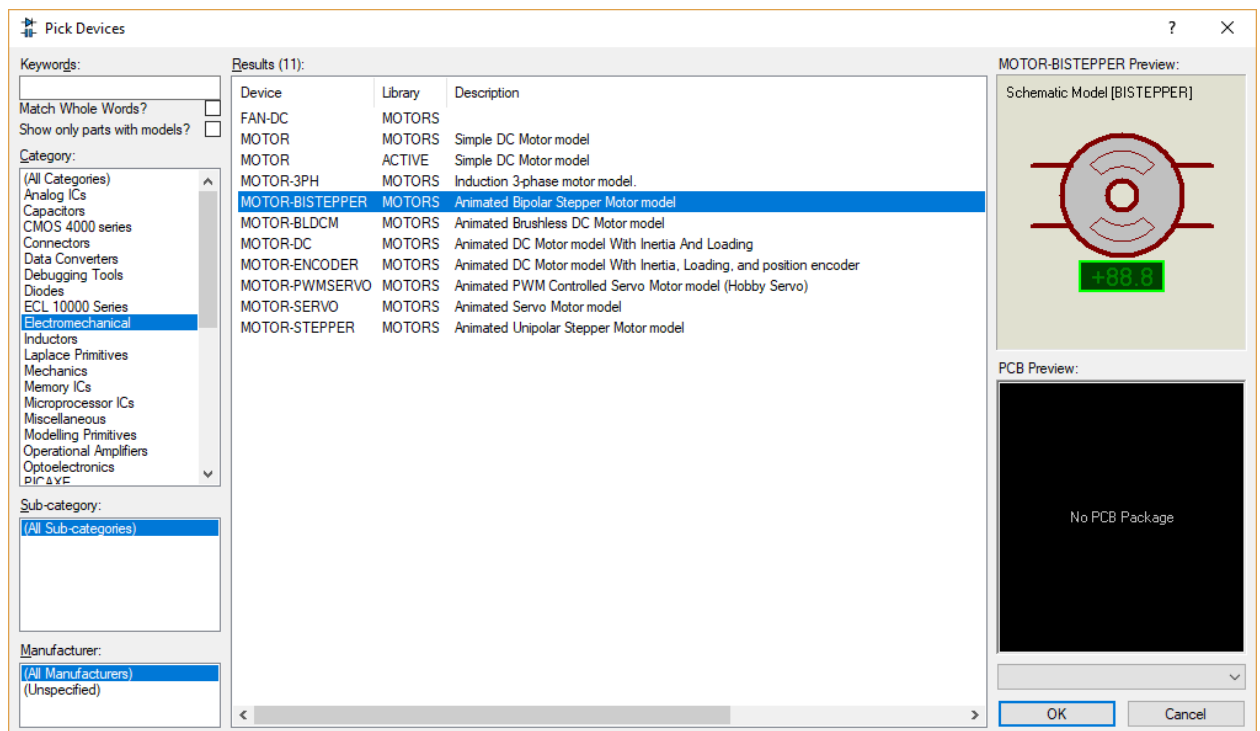 Pick Devices
?
Keywords:
Match Whole Words?
Show only parts with models?
Category:
(All Categories)
Analog ICs
Capacitors
CMOS 4000 series
Connectors
Data Converters
Debugging Tools
Diodes
ECL 10000 Series
Electromechanical
Inductors
Laplace Primitives
Mechanics
Memory ICs
Microprocessor ICs
Miscellaneous
Modelling Primitives
Operational Amplifiers
Optoelectronics
PICAXE
Sub-category:
(All Sub-categories)
Manufacturer:
(All Manufacturers)
(Unspecified)
Results (11):
Device Library Description
FAN-DC MOTORS
MOTOR MOTORS Simple DC Motor model
MOTOR ACTIVE Simple DC Motor model
MOTOR-3PH MOTORS Induction 3-phase motor model.
MOTOR-BISTEPPER MOTORS Animated Bipolar Stepper Motor model
MOTOR-BLDCM MOTORS Animated Brushless DC Motor model
MOTOR-DC MOTORS Animated DC Motor model With Inertia And Loading
MOTOR-ENCODER MOTORS Animated DC Motor model With Inertia, Loading, and position encoder
MOTOR-PWMSERVO MOTORS Animated PWM Controlled Servo Motor model (Hobby Servo)
MOTOR-SERVO MOTORS Animated Servo Motor model
MOTOR-STEPPER MOTORS Animated Unipolar Stepper Motor model
MOTOR-BISTEPPER Preview:
Schematic Model [BISTEPPER]
+88.8
PCB Preview:
No PCB Package
OK
Cancel